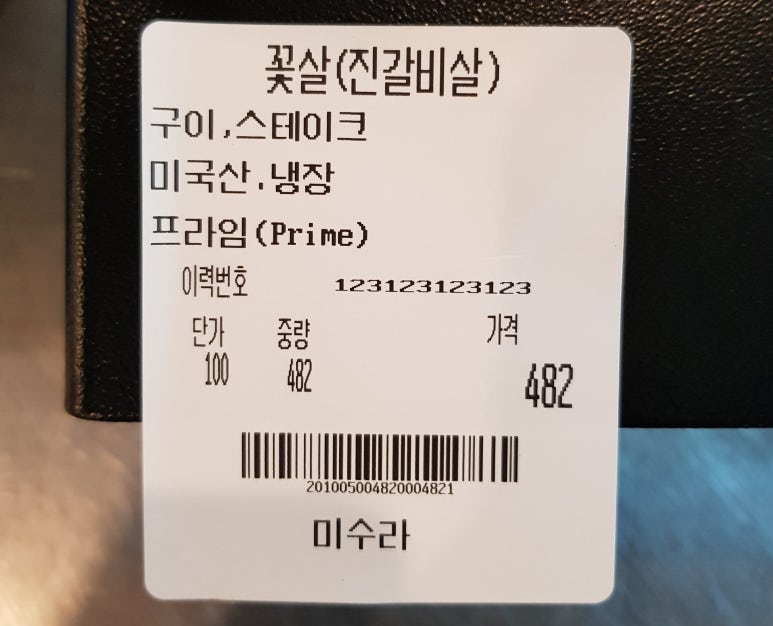 꽃살(진갈비살)
구이,스테이크
미국산.냉장
프라임(Prime)
이력번호 123123123123
단가 중량 가격
100 482 482
201005004820004821
미수라